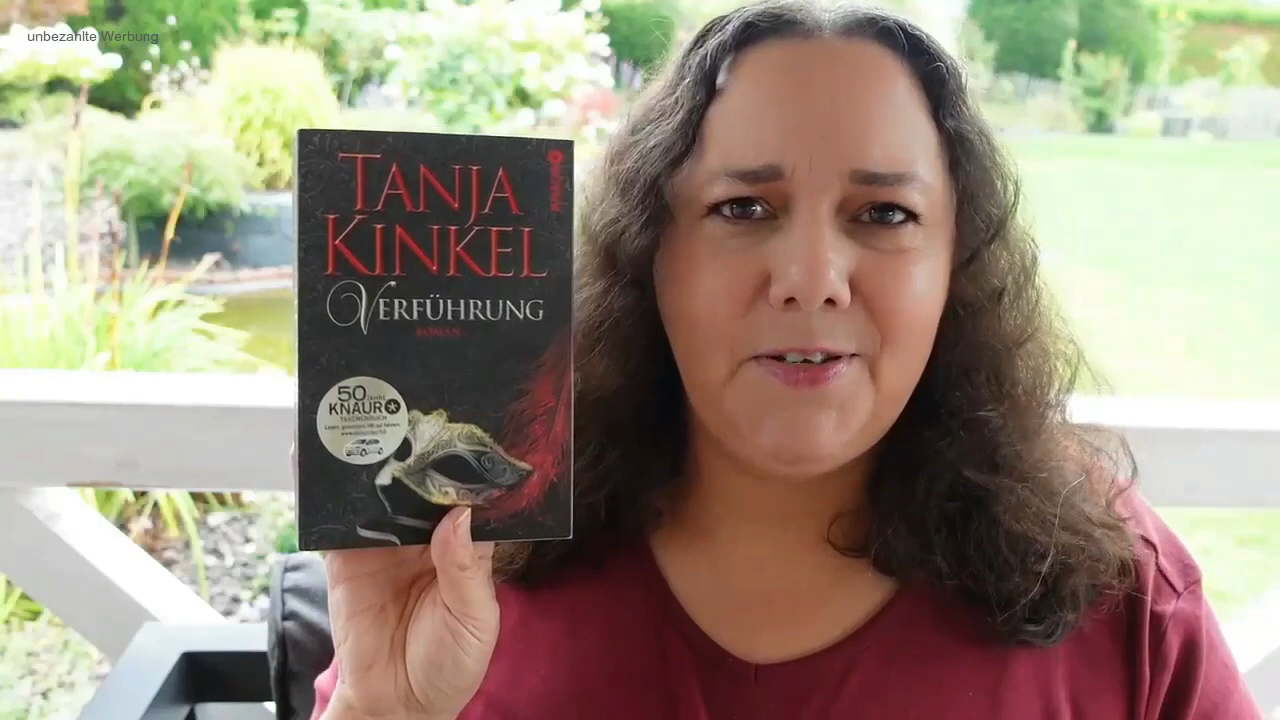 unbezahlte Werbung
TANJA
KINKEL
VERFÜHRUNG
ROMAN
50 JAHRE
KNAUR
TASCHENBUCH